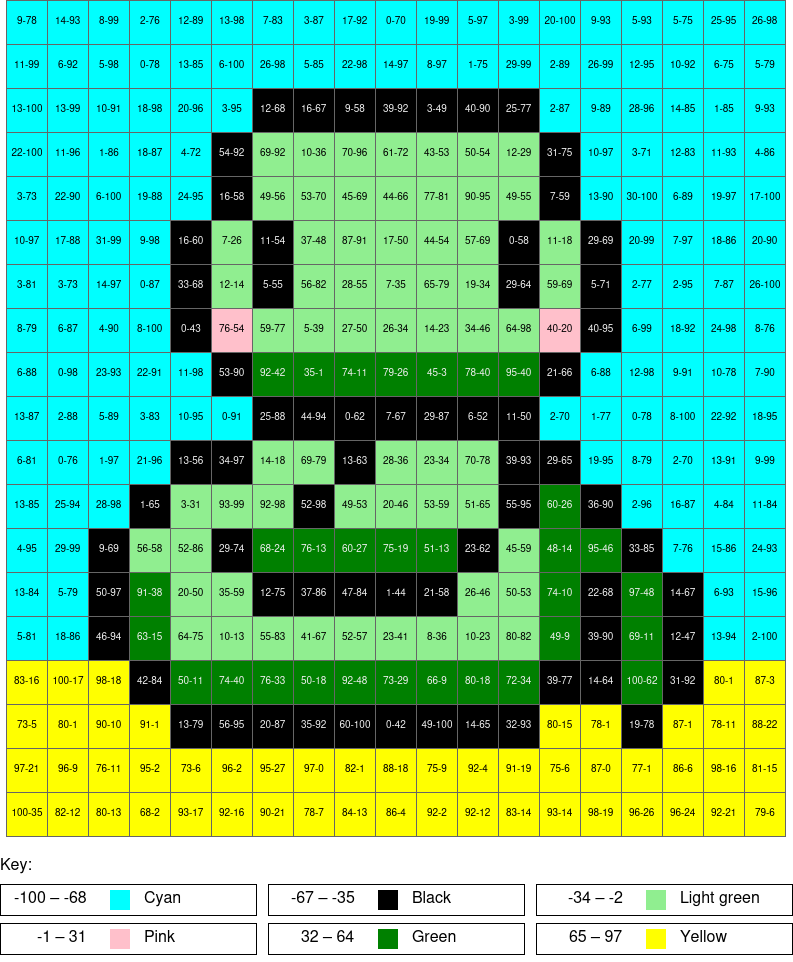 9-78 14-93 8-99 2-76 12-89 13-98 7-83 3-87 17-92 0-70 19-99 5-97 3-99 20-100 9-93 5-93 5-75 25-95 26-98
11-99 6-92 5-98 0-78 13-85 6-100 26-98 5-85 22-98 14-97 8-97 1-75 29-99 2-89 26-99 12-95 10-92 6-75 5-79
13-100 13-99 10-91 18-98 20-96 3-95 12-68 16-67 9-58 39-92 3-49 40-90 25-77 2-87 9-89 28-96 14-85 1-85 9-93
22-100 11-96 1-86 18-87 4-72 54-92 69-92 10-36 70-96 61-72 43-53 50-54 12-29 31-75 10-97 3-71 12-83 11-93 4-86
3-73 22-90 6-100 19-88 24-95 16-58 49-56 53-70 45-69 44-66 77-81 90-95 49-55 7-59 13-90 30-100 6-89 19-97 17-100
10-97 17-88 31-99 9-98 16-60 7-26 11-54 37-48 87-91 17-50 44-54 57-69 0-58 11-18 29-69 20-99 7-97 18-86 20-90
3-81 3-73 14-97 0-87 33-68 12-14 5-55 56-82 28-55 7-35 65-79 19-34 29-64 59-69 5-71 2-77 2-95 7-87 26-100
8-79 6-87 4-90 8-100 0-43 76-54 59-77 5-39 27-50 26-34 14-23 34-46 64-98 40-20 40-95 6-99 18-92 24-98 8-76
6-88 0-98 23-93 22-91 11-98 53-90 92-42 35-1 74-11 79-26 45-3 78-40 95-40 21-66 6-88 12-98 9-91 10-78 7-90
13-87 2-88 5-89 3-83 10-95 0-91 25-88 44-94 0-62 7-67 29-87 6-52 11-50 2-70 1-77 0-78 8-100 22-92 18-95
6-81 0-76 1-97 21-96 13-56 34-97 14-18 69-79 13-63 28-36 23-34 70-78 39-93 29-65 19-95 8-79 2-70 13-91 9-99
13-85 25-94 28-98 1-65 3-31 93-99 92-98 52-98 49-53 20-46 53-59 51-65 55-95 60-26 36-90 2-96 16-87 4-84 11-84
4-95 29-99 9-69 56-58 52-86 29-74 68-24 76-13 60-27 75-19 51-13 23-62 45-59 48-14 95-46 33-85 7-76 15-86 24-93
13-84 5-79 50-97 91-38 20-50 35-59 12-75 37-86 47-84 1-44 21-58 26-46 50-53 74-10 22-68 97-48 14-67 6-93 15-96
5-81 18-86 46-94 63-15 64-75 10-13 55-83 41-67 52-57 23-41 8-36 10-23 80-82 49-9 39-90 69-11 12-47 13-94 2-100
83-16 100-17 98-18 42-84 50-11 74-40 76-33 50-18 92-48 73-29 66-9 80-18 72-34 39-77 14-64 100-62 31-92 80-1 87-3
73-5 80-1 90-10 91-1 13-79 56-95 20-87 35-92 60-100 0-42 49-100 14-65 32-93 80-15 78-1 19-78 87-1 78-11 88-22
97-21 96-9 76-11 95-2 73-6 96-2 95-27 97-0 82-1 88-18 75-9 92-4 91-19 75-6 87-0 77-1 86-6 98-16 81-15
100-35 82-12 80-13 68-2 93-17 92-16 90-21 78-7 84-13 86-4 92-2 92-12 83-14 93-14 98-19 96-26 96-24 92-21 79-6
Key:
-100 – -68 Cyan -67 – -35 Black -34 – -2 Light green
-1 – 31 Pink 32 – 64 Green 65 – 97 Yellow